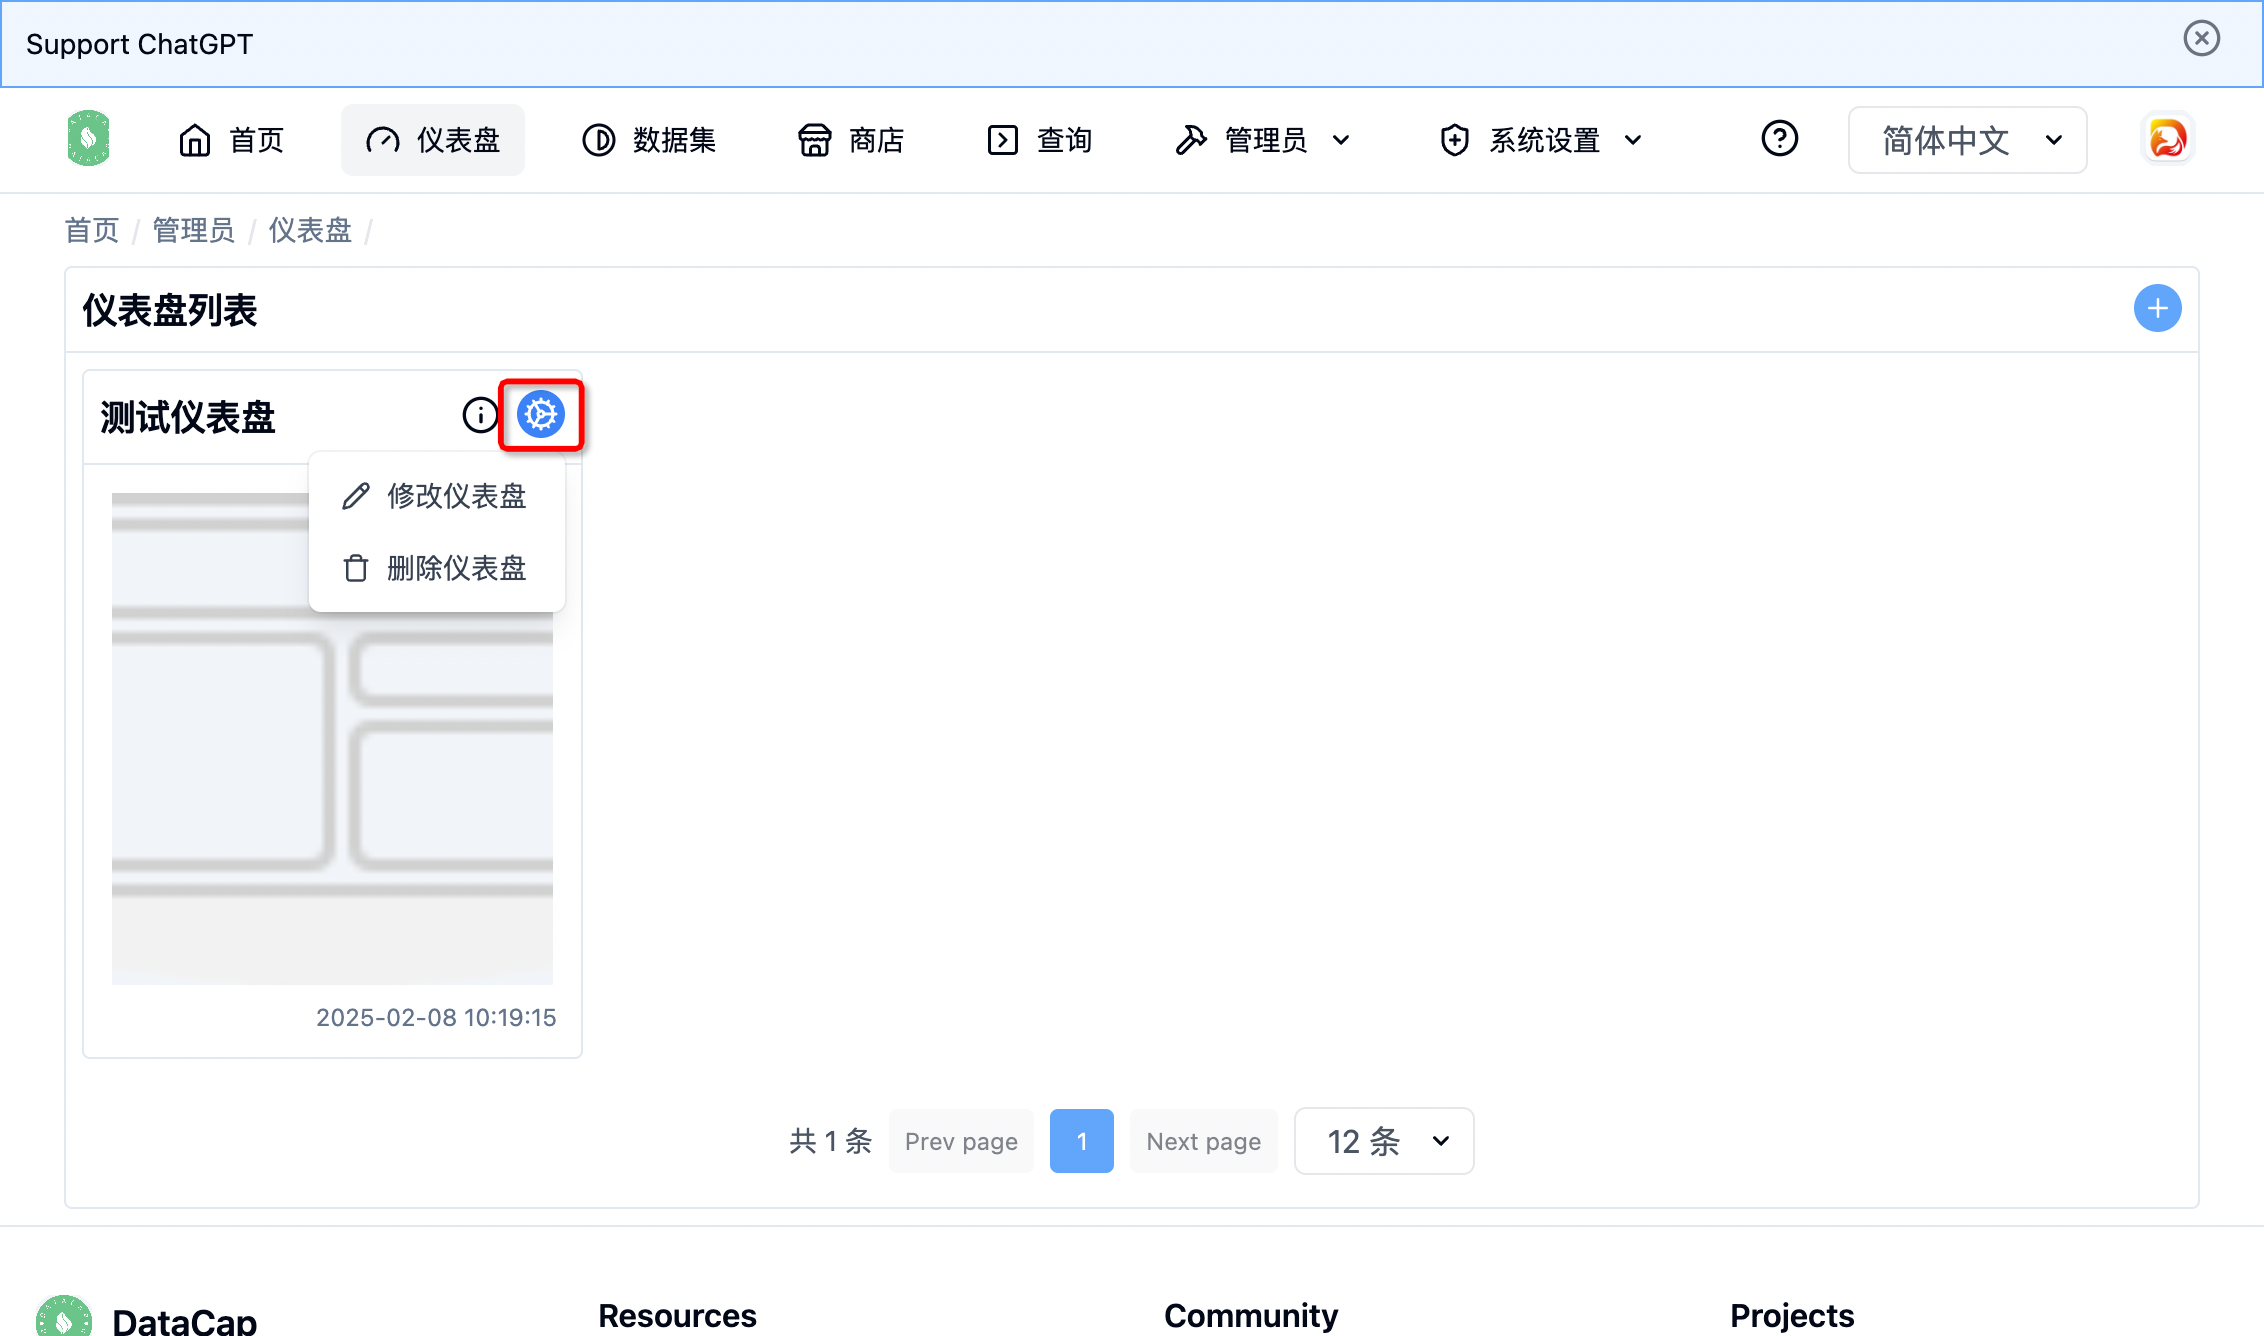 Support ChatGPT
首页 仪表盘 数据集 商店 查询 管理员 系统设置 简体中文
首页 / 管理员 / 仪表盘 /
仪表盘列表
测试仪表盘
修改仪表盘
删除仪表盘
2025-02-08 10:19:15
共 1 条 Prev page 1 Next page 12 条
DataCap Resources Community Projects